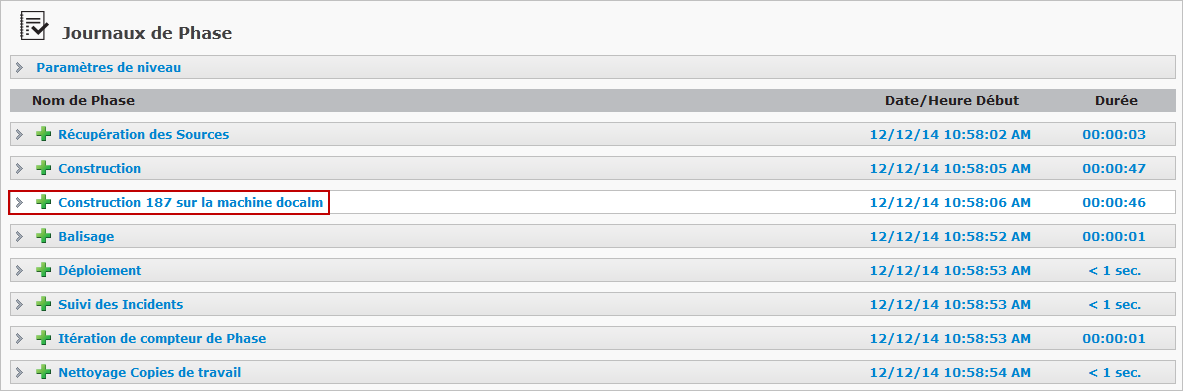 Journaux de Phase
Paramètres de niveau
Nom de Phase Date/Heure Début Durée
Récupération des Sources 12/12/14 10:58:02 AM 00:00:03
Construction 12/12/14 10:58:05 AM 00:00:47
Construction 187 sur la machine docalm 12/12/14 10:58:06 AM 00:00:46
Balisage 12/12/14 10:58:52 AM 00:00:01
Déploiement 12/12/14 10:58:53 AM < 1 sec.
Suivi des Incidents 12/12/14 10:58:53 AM < 1 sec.
Itération de compteur de Phase 12/12/14 10:58:53 AM 00:00:01
Nettoyage Copies de travail 12/12/14 10:58:54 AM < 1 sec.